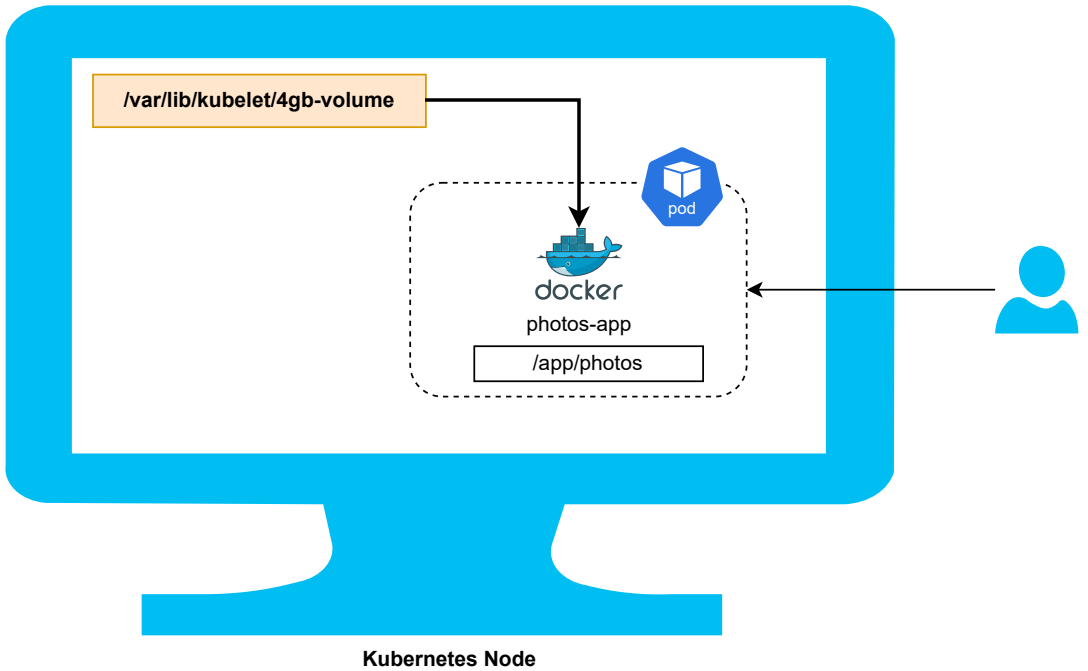 /var/lib/kubelet/4gb-volume
pod
docker
photos-app
/app/photos
Kubernetes Node